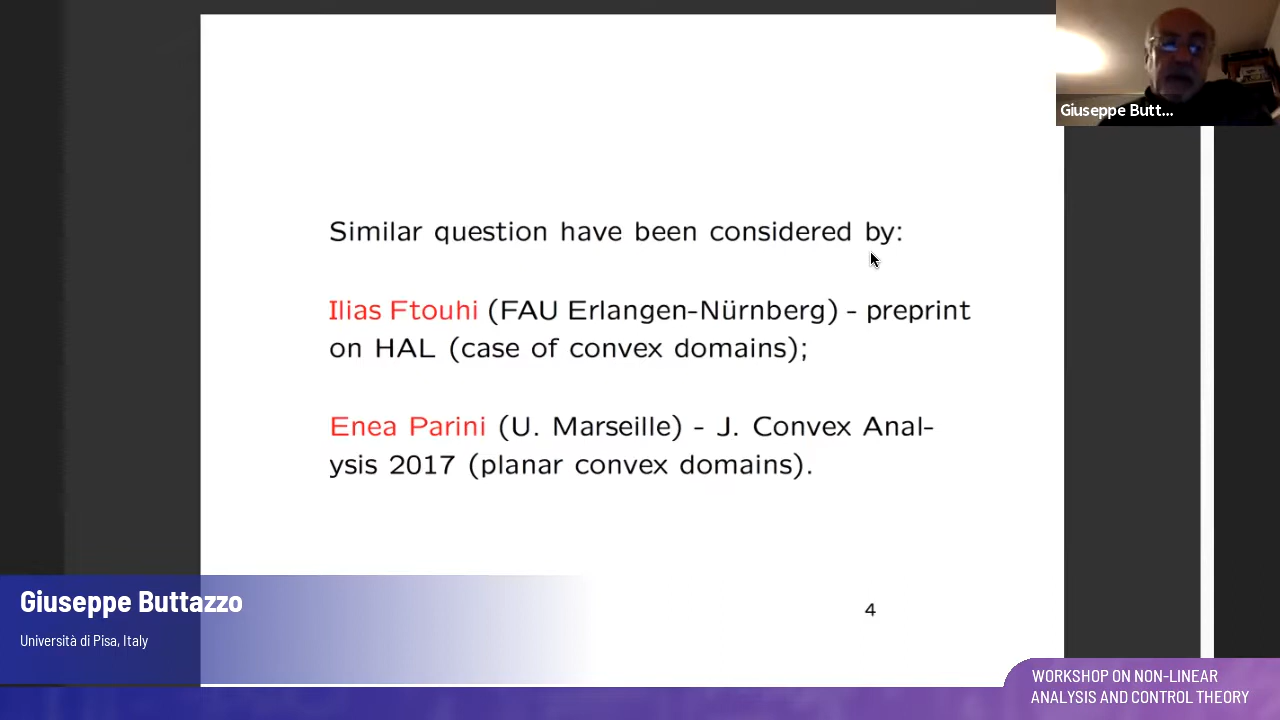 Giuseppe Butt...
Similar question have been considered by:
Ilias Ftouhi (FAU Erlangen-Nürnberg) - preprint
on HAL (case of convex domains);
Enea Parini (U. Marseille) - J. Convex Anal-
ysis 2017 (planar convex domains).
4
Giuseppe Buttazzo
Università di Pisa, Italy
WORKSHOP ON NON-LINEAR
ANALYSIS AND CONTROL THEORY